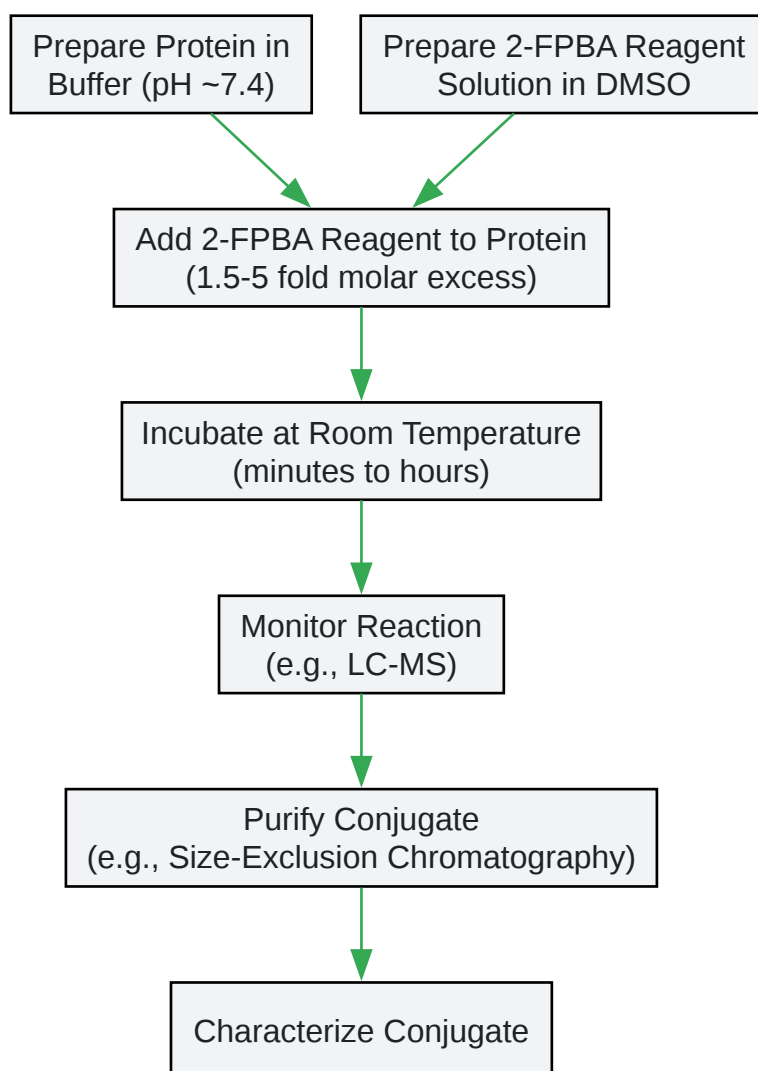 Prepare Protein in
Buffer (pH ~7.4)
Prepare 2-FPBA Reagent
Solution in DMSO
Add 2-FPBA Reagent to Protein
(1.5-5 fold molar excess)
Incubate at Room Temperature
(minutes to hours)
Monitor Reaction
(e.g., LC-MS)
Purify Conjugate
(e.g., Size-Exclusion Chromatography)
Characterize Conjugate